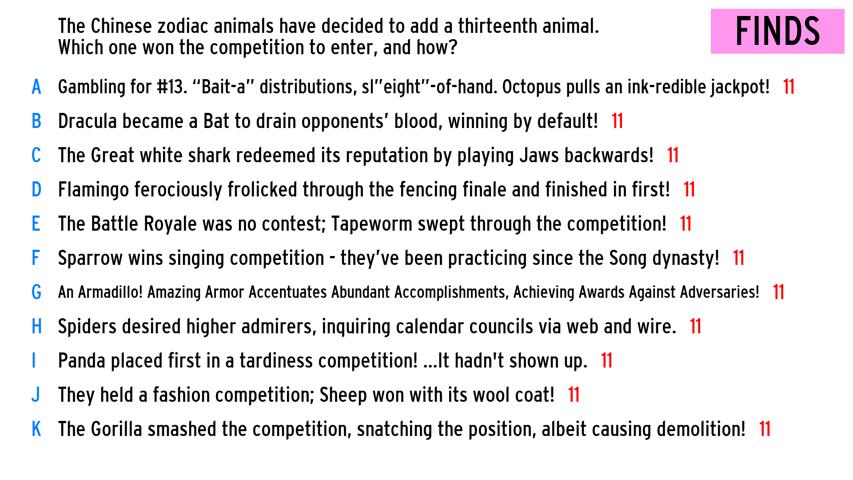 The Chinese zodiac animals have decided to add a thirteenth animal.
Which one won the competition to enter, and how?
FINDS
A Gambling for #13. “Bait-a” distributions, sl”eight”-of-hand. Octopus pulls an ink-redible jackpot! 11
B Dracula became a Bat to drain opponents’ blood, winning by default! 11
C The Great white shark redeemed its reputation by playing Jaws backwards! 11
D Flamingo ferociously frolicked through the fencing finale and finished in first! 11
E The Battle Royale was no contest; Tapeworm swept through the competition! 11
F Sparrow wins singing competition - they’ve been practicing since the Song dynasty! 11
G An Armadillo! Amazing Armor Accentuates Abundant Accomplishments, Achieving Awards Against Adversaries! 11
H Spiders desired higher admirers, inquiring calendar councils via web and wire. 11
I Panda placed first in a tardiness competition! ...It hadn't shown up. 11
J They held a fashion competition; Sheep won with its wool coat! 11
K The Gorilla smashed the competition, snatching the position, albeit causing demolition! 11